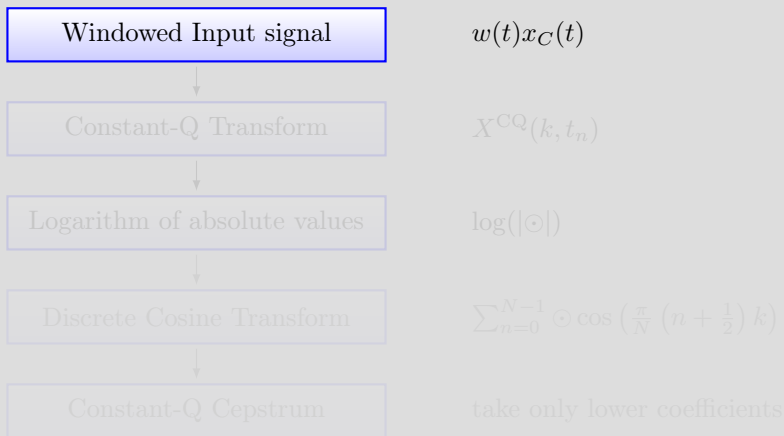 Windowed Input signal w(t)x_C(t)
Constant-Q Transform X^CQ(k, t_n)
Logarithm of absolute values log(|⊙|)
Discrete Cosine Transform ∑_{n=0}^{N−1} ⊙ cos (π/N (n + 1/2) k)
Constant-Q Cepstrum take only lower coefficients